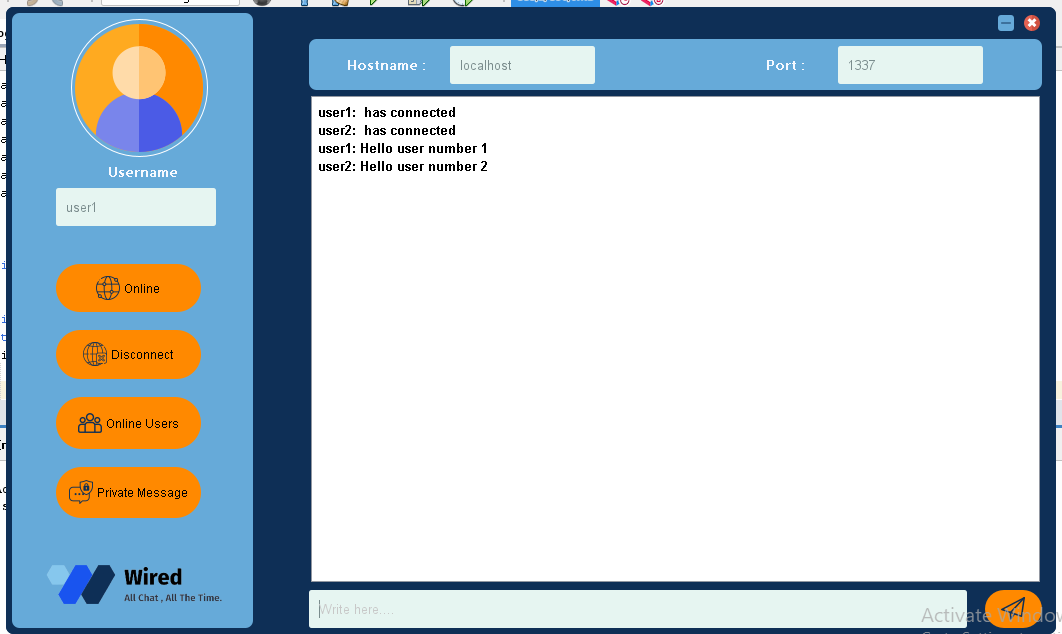 Hostname :
localhost
Port :
1337
user1:  has connected
user2:  has connected
user1: Hello user number 1
user2: Hello user number 2
Username
user1
Online
Disconnect
Online Users
Private Message
Wired
All Chat , All The Time.
Write here....
Activate Windows